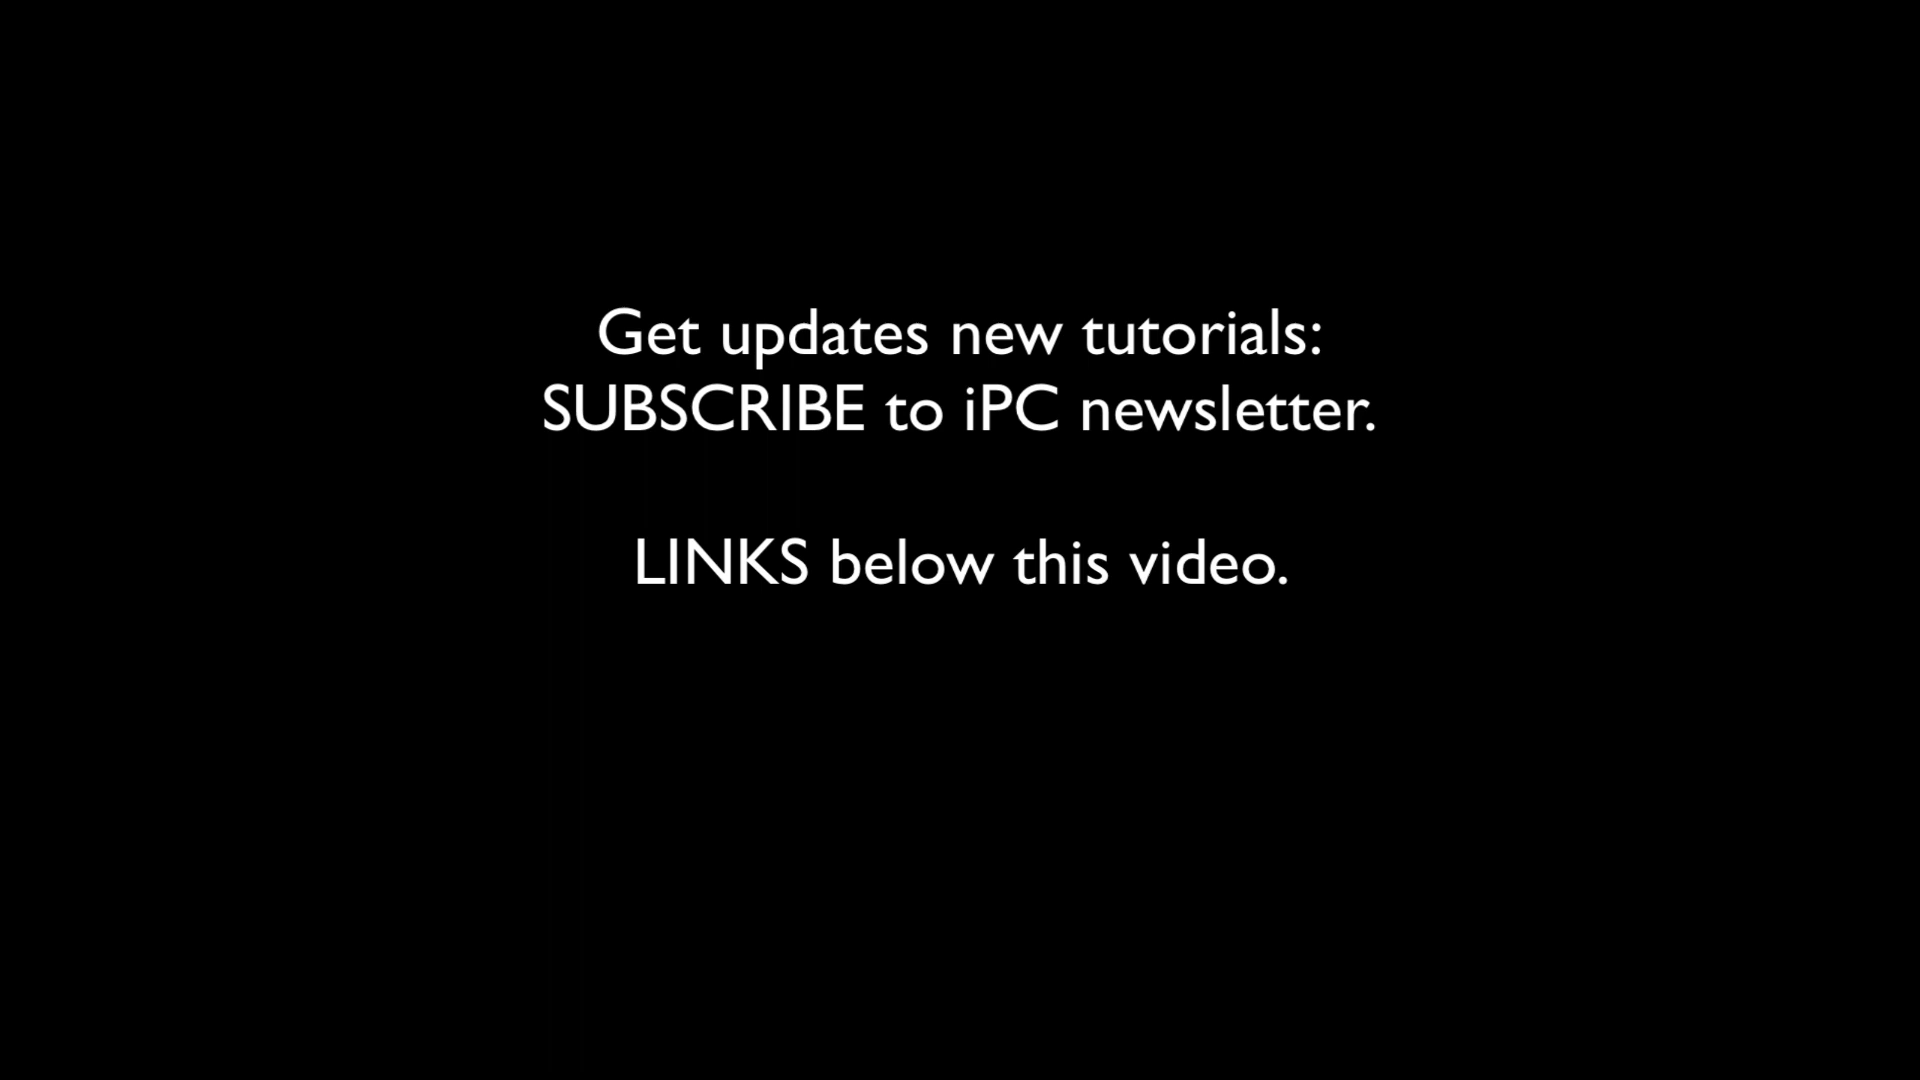 Get updates new tutorials:
SUBSCRIBE to iPC newsletter.
LINKS below this video.